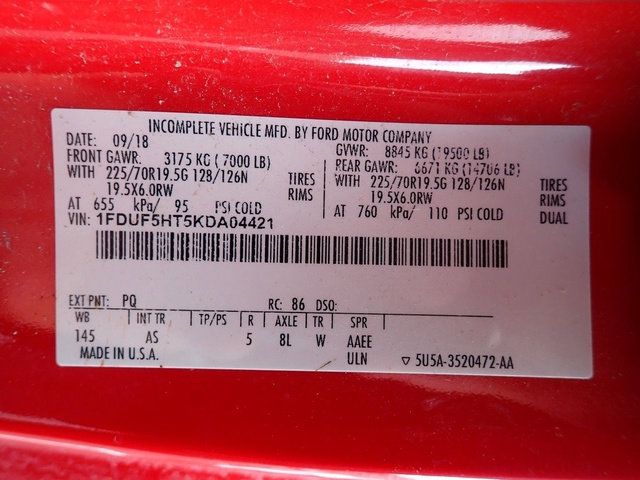 INCOMPLETE VEHICLE MFD. BY FORD MOTOR COMPANY
DATE: 09/18 GVWR: 8845 KG (19500 LB)
FRONT GAWR: 3175 KG (7000 LB) REAR GAWR: 6671 KG (14706 LB)
WITH 225/70R19.5G 128/126N TIRES WITH 225/70R19.5G 128/126N TIRES
19.5X6.0RW RIMS 19.5X6.0RW RIMS
AT 655 kPa/ 95 PSI COLD AT 760 kPa/ 110 PSI COLD DUAL
VIN: 1FDUF5HT5KDA04421
EXT PNT: PQ RC: 86 DSO:
WB INT TR TP/PS R AXLE TR SPR
145 AS 5 8L W AAEE
MADE IN U.S.A. ULN ▽ 5U5A-3520472-AA